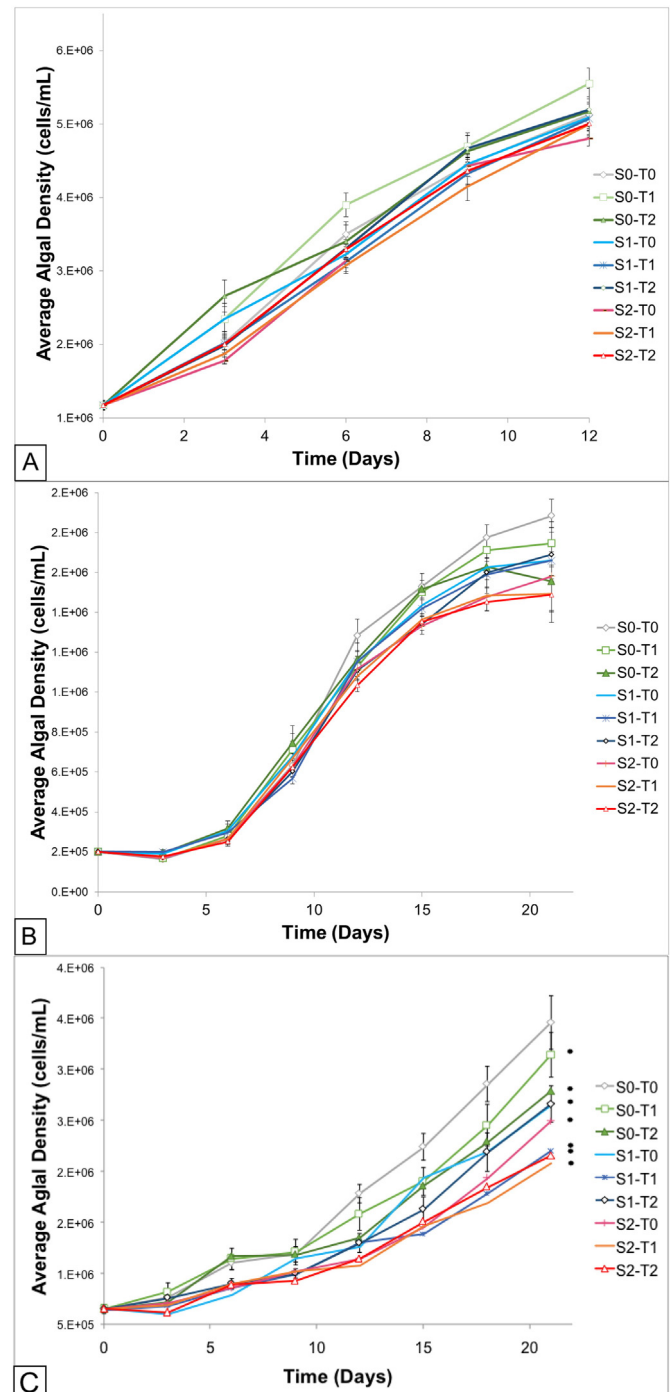 6.E+06
5.E+06
4.E+06
3.E+06
2.E+06
1.E+06
Average Algal Density (cells/mL)
0 2 4 6 8 10 12
Time (Days)
S0-T0
S0-T1
S0-T2
S1-T0
S1-T1
S1-T2
S2-T0
S2-T1
S2-T2
A
2.E+06
2.E+06
2.E+06
1.E+06
1.E+06
1.E+06
8.E+05
6.E+05
4.E+05
2.E+05
0.E+00
Average Algal Density (cells/mL)
0 5 10 15 20
Time (Days)
S0-T0
S0-T1
S0-T2
S1-T0
S1-T1
S1-T2
S2-T0
S2-T1
S2-T2
B
4.E+06
4.E+06
3.E+06
3.E+06
2.E+06
2.E+06
1.E+06
5.E+05
Average Aglal Density (cells/mL)
0 5 10 15 20
Time (Days)
S0-T0
S0-T1
S0-T2
S1-T0
S1-T1
S1-T2
S2-T0
S2-T1
S2-T2
C